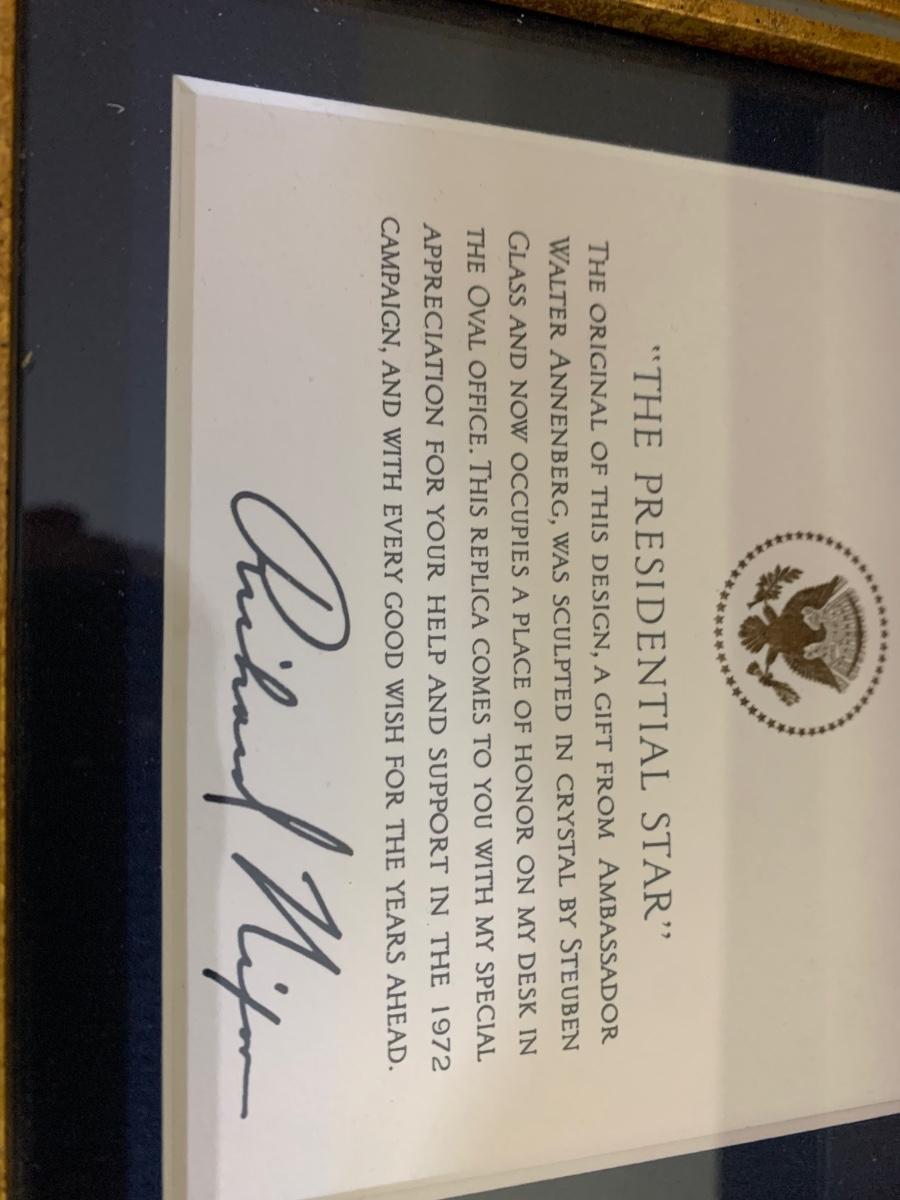 "THE PRESIDENTIAL STAR"
THE ORIGINAL OF THIS DESIGN, A GIFT FROM AMBASSADOR
WALTER ANNENBERG, WAS SCULPTED IN CRYSTAL BY STEUBEN
GLASS AND NOW OCCUPIES A PLACE OF HONOR ON MY DESK IN
THE OVAL OFFICE. THIS REPLICA COMES TO YOU WITH MY SPECIAL
APPRECIATION FOR YOUR HELP AND SUPPORT IN THE 1972
CAMPAIGN, AND WITH EVERY GOOD WISH FOR THE YEARS AHEAD.
Richard Nixon